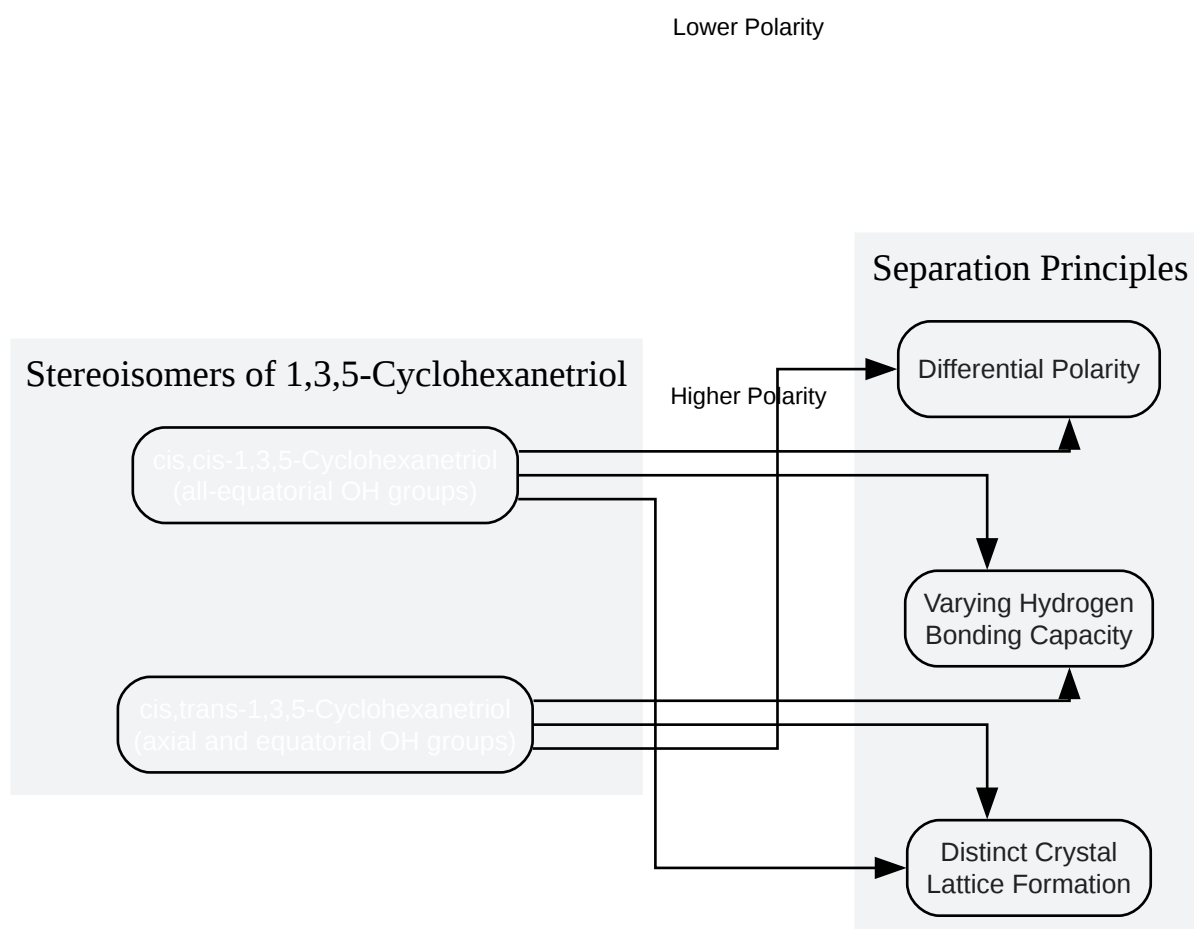 Lower Polarity
Separation Principles
Stereoisomers of 1,3,5-Cyclohexanetriol
Differential Polarity
Higher Polarity
cis,cis-1,3,5-Cyclohexanetriol
(all-equatorial OH groups)
Varying Hydrogen
Bonding Capacity
cis,trans-1,3,5-Cyclohexanetriol
(axial and equatorial OH groups)
Distinct Crystal
Lattice Formation